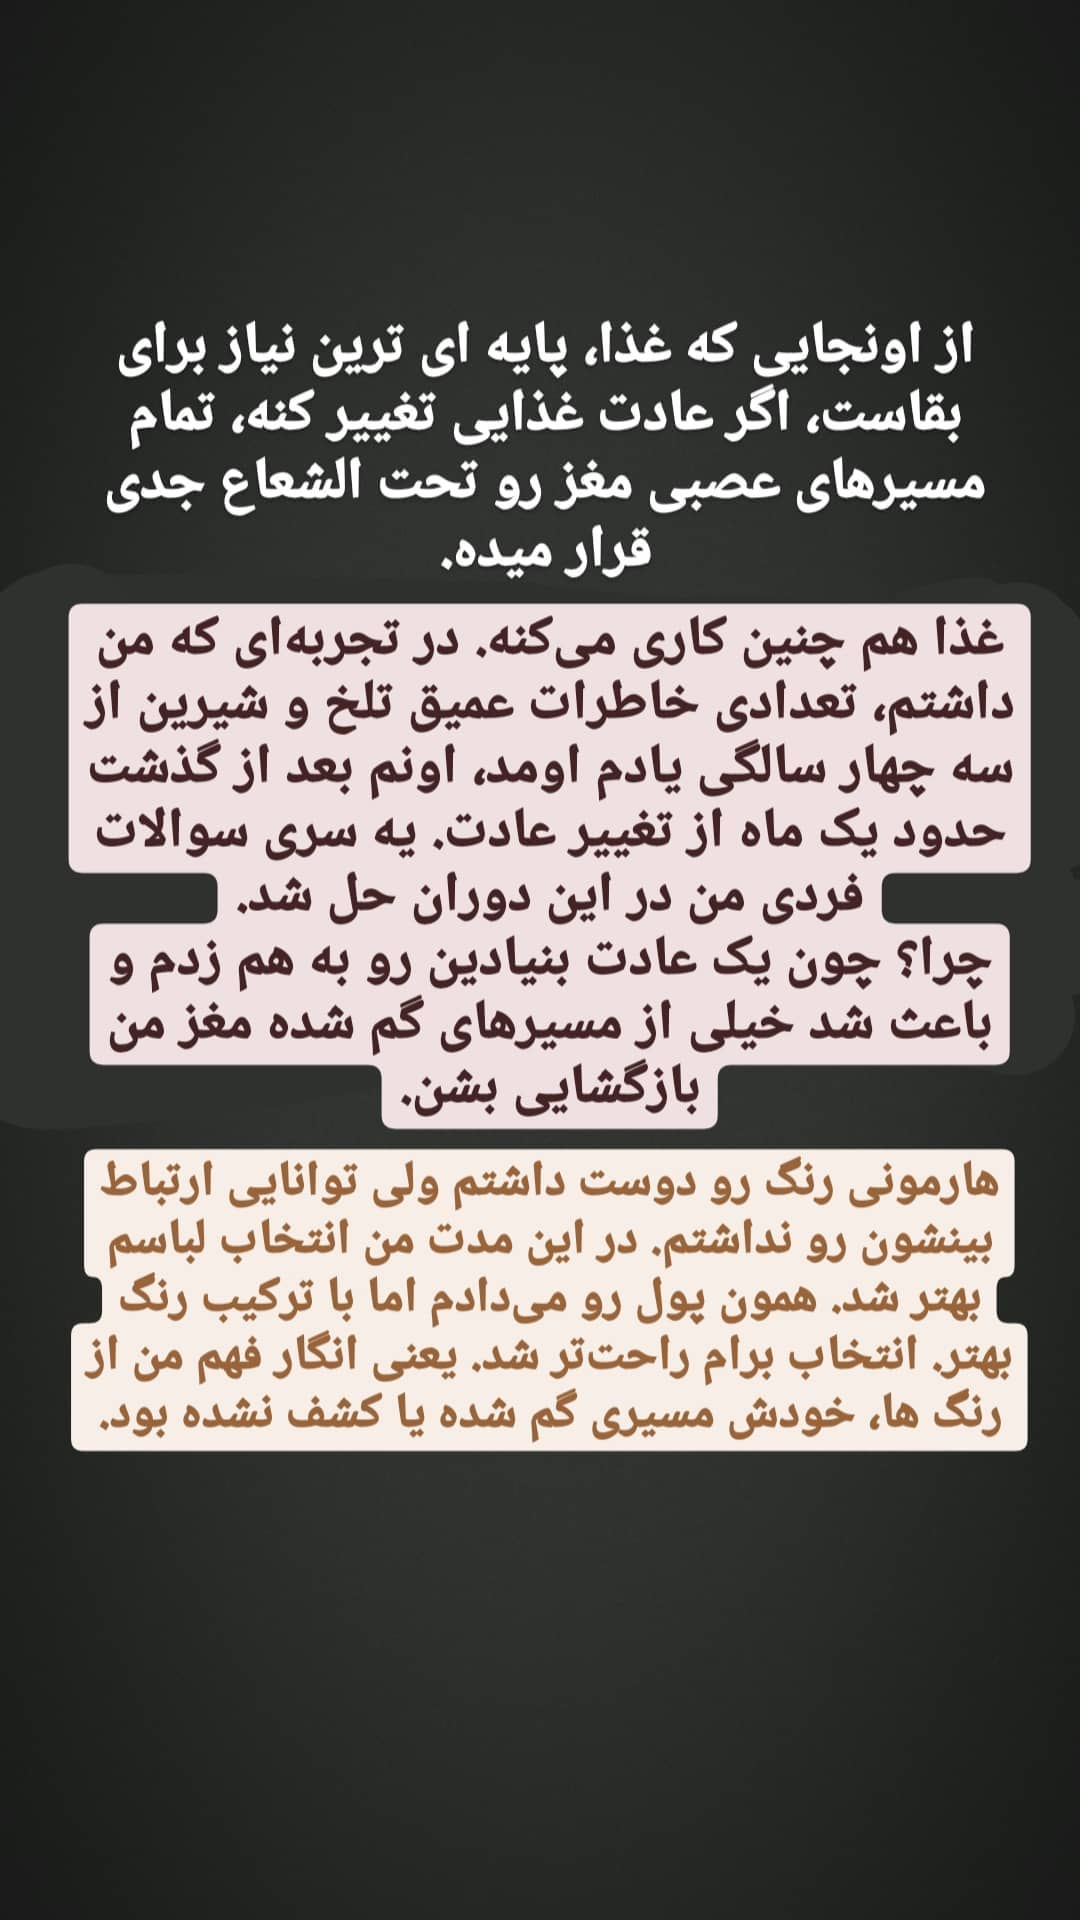 از اونجایی که غذا، پایه ای ترین نیاز برای
بقاست، اگر عادت غذایی تغییر کنه، تمام
مسیرهای عصبی مغز رو تحت الشعاع جدی
قرار میده.
غذا هم چنین کاری می‌کنه. در تجربه‌ای که من
داشتم، تعدادی خاطرات عمیق تلخ و شیرین از
سه چهار سالگی یادم اومد، اونم بعد از گذشت
حدود یک ماه از تغییر عادت. یه سری سوالات
فردی من در این دوران حل شد.
چرا؟ چون یک عادت بنیادین رو به هم زدم و
باعث شد خیلی از مسیرهای گم شده مغز من
بازگشایی بشن.
هارمونی رنگ رو دوست داشتم ولی توانایی ارتباط
بینشون رو نداشتم. در این مدت من انتخاب لباسم
بهتر شد. همون پول رو می‌دادم اما با ترکیب رنگ
بهتر. انتخاب برام راحت‌تر شد. یعنی انگار فهم من از
رنگ ها، خودش مسیری گم شده یا کشف نشده بود.